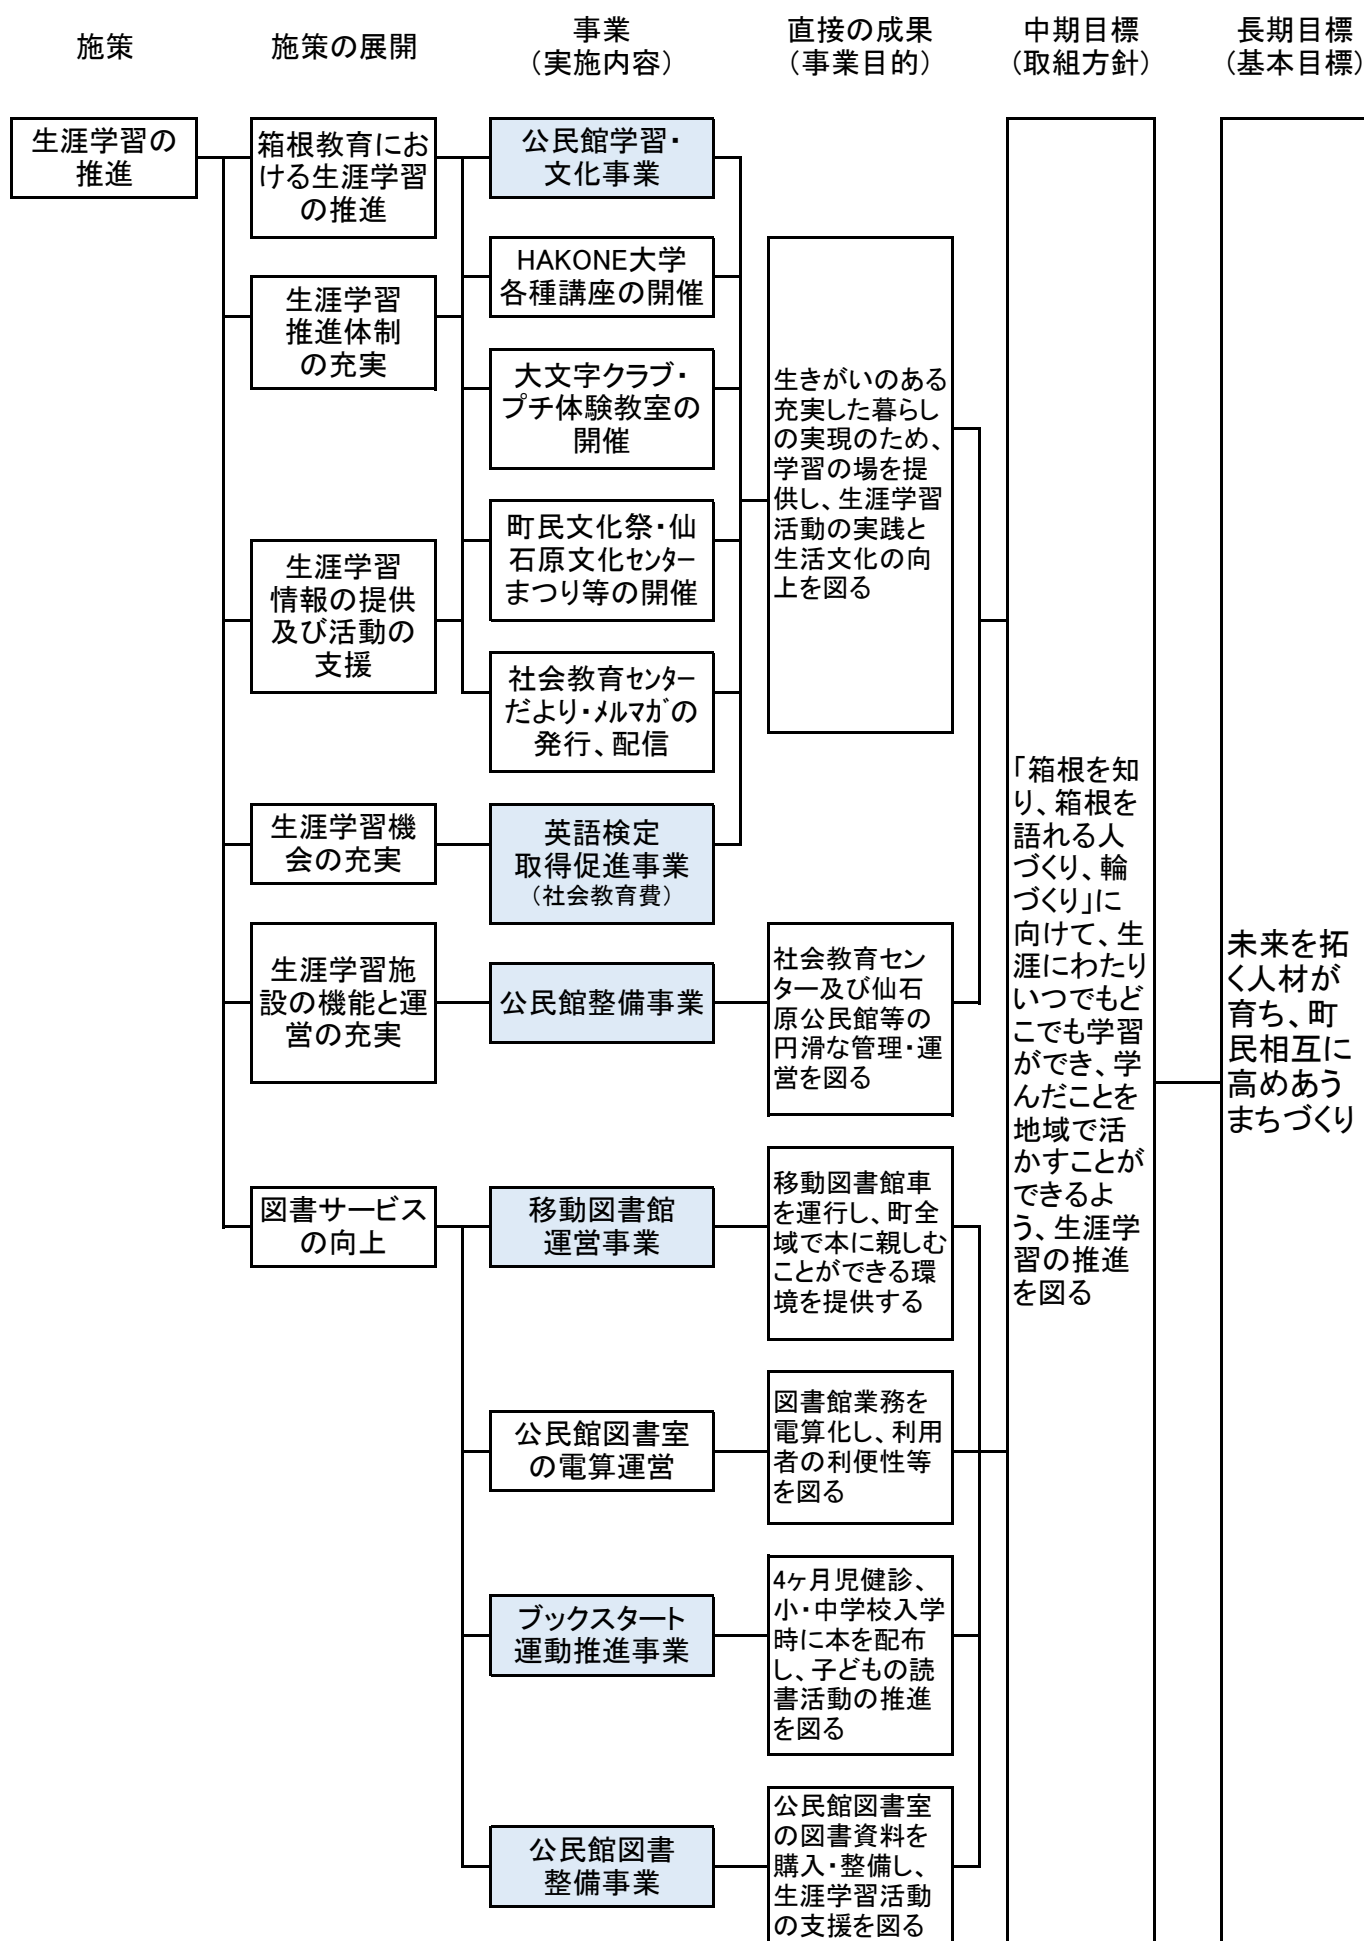 施策
施策の展開
事業
（実施内容）
直接の成果
（事業目的）
中期目標
（取組方針）
長期目標
（基本目標）
生涯学習の
推進
箱根教育にお
ける生涯学習
の推進
生涯学習
推進体制
の充実
生涯学習
情報の提供
及び活動の
支援
生涯学習機
会の充実
生涯学習施
設の機能と運
営の充実
図書サービス
の向上
公民館学習・
文化事業
HAKONE大学
各種講座の開催
大文字クラブ・
プチ体験教室の
開催
町民文化祭・仙
石原文化ｾﾝﾀｰ
まつり等の開催
社会教育ｾﾝﾀｰ
だより・ﾒﾙﾏｶﾞの
発行、配信
英語検定
取得促進事業
（社会教育費）
公民館整備事業
移動図書館
運営事業
公民館図書室
の電算運営
ブックスタート
運動推進事業
公民館図書
整備事業
生きがいのある
充実した暮らし
の実現のため、
学習の場を提
供し、生涯学習
活動の実践と
生活文化の向
上を図る
社会教育セン
ター及び仙石
原公民館等の
円滑な管理・運
営を図る
移動図書館車
を運行し、町全
域で本に親しむ
ことができる環
境を提供する
図書館業務を
電算化し、利用
者の利便性等
を図る
4ヶ月児健診、
小・中学校入学
時に本を配布
し、子どもの読
書活動の推進
を図る
公民館図書室
の図書資料を
購入・整備し、
生涯学習活動
の支援を図る
「箱根を知
り、箱根を
語れる人
づくり、輪
づくり」に
向けて、生
涯にわたり
いつでもど
こでも学習
ができ、学
んだことを
地域で活
かすことが
できるよ
う、生涯学
習の推進
を図る
未来を拓
く人材が
育ち、町
民相互に
高めあう
まちづくり